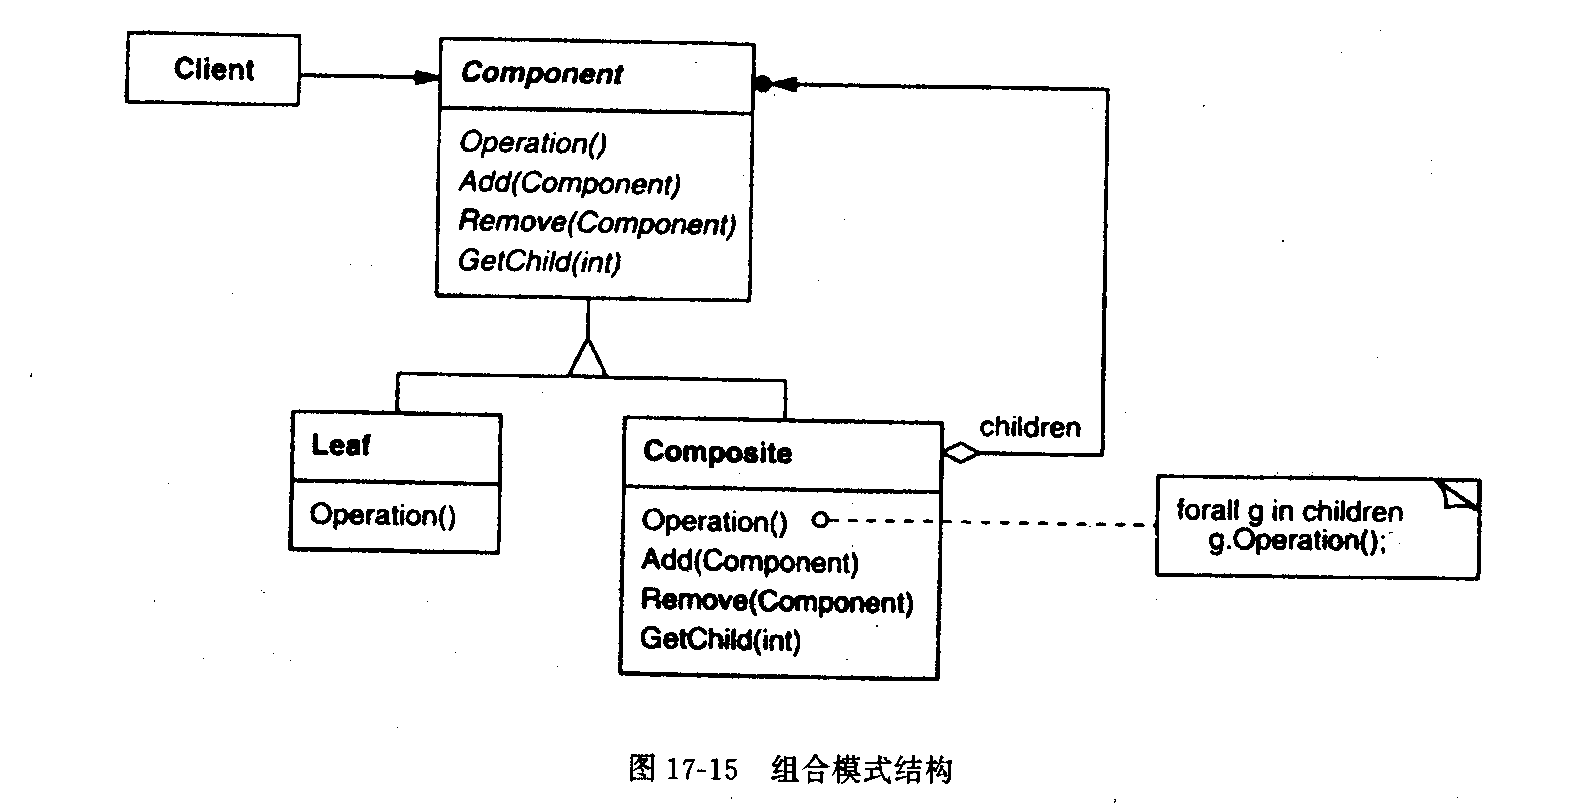 Client
Component
Operation()
Add(Component)
Remove(Component)
GetChild(int)
Leaf
Operation()
Composite
Operation()
Add(Component)
Remove(Component)
GetChild(int)
children
forall g in children
g.Operation();
图 17-15 组合模式结构